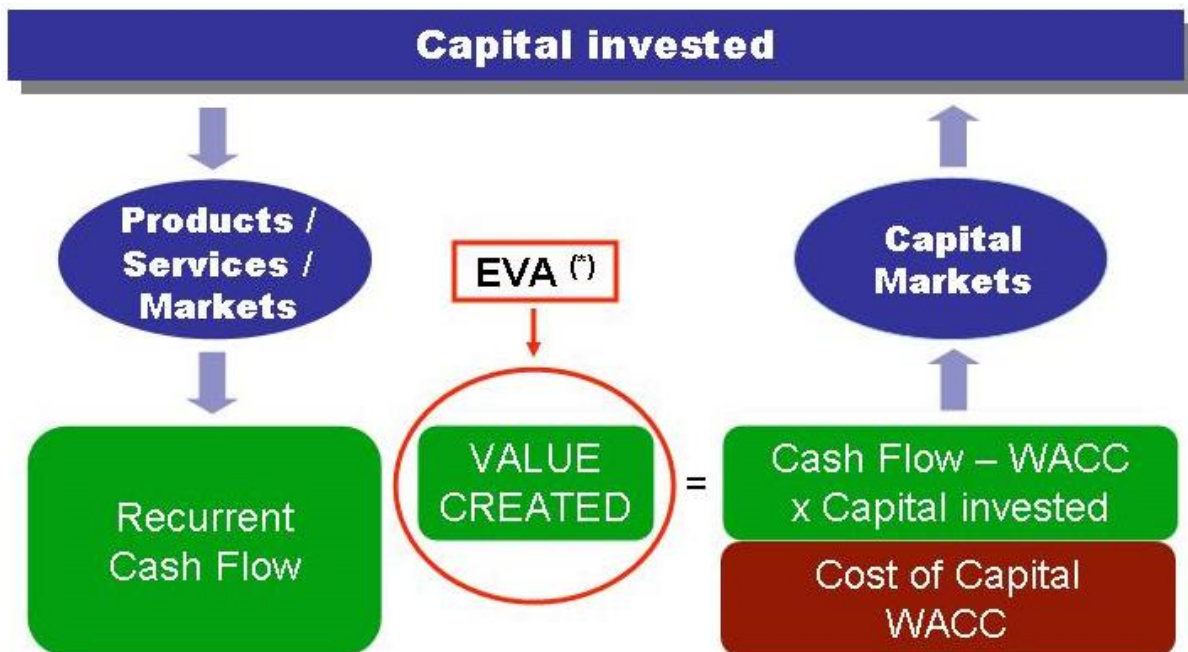 Capital invested
Products /
Services /
Markets
EVA (*)
Capital
Markets
Recurrent
Cash Flow
VALUE
CREATED
=
Cash Flow – WACC
x Capital invested
Cost of Capital
WACC